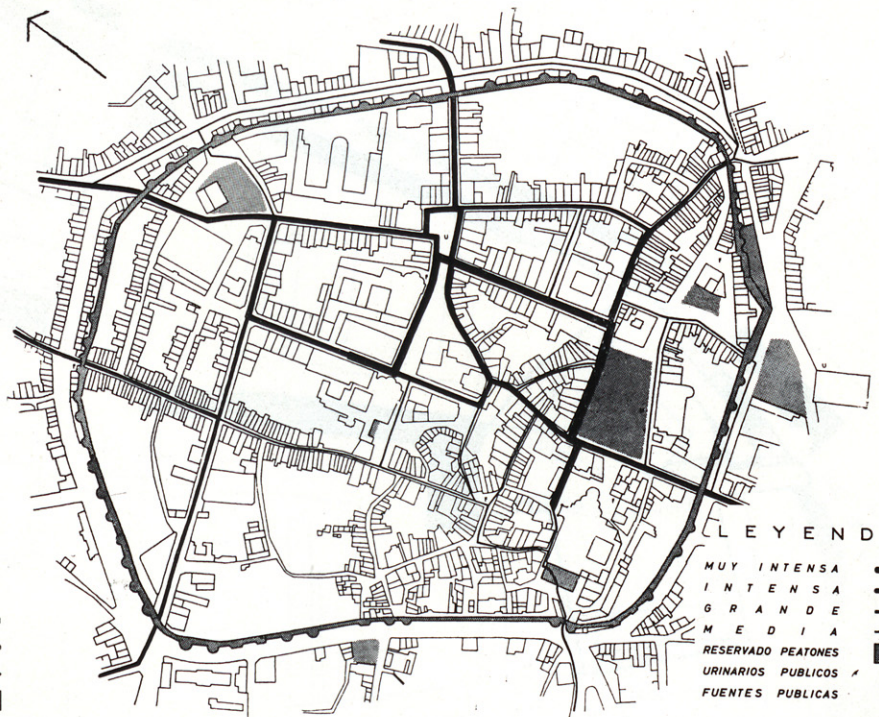 LEYEND
MUY INTENSA
INTENSA
GRANDE
MEDIA
RESERVADO PEATONES
URINARIOS PUBLICOS
FUENTES PUBLICAS